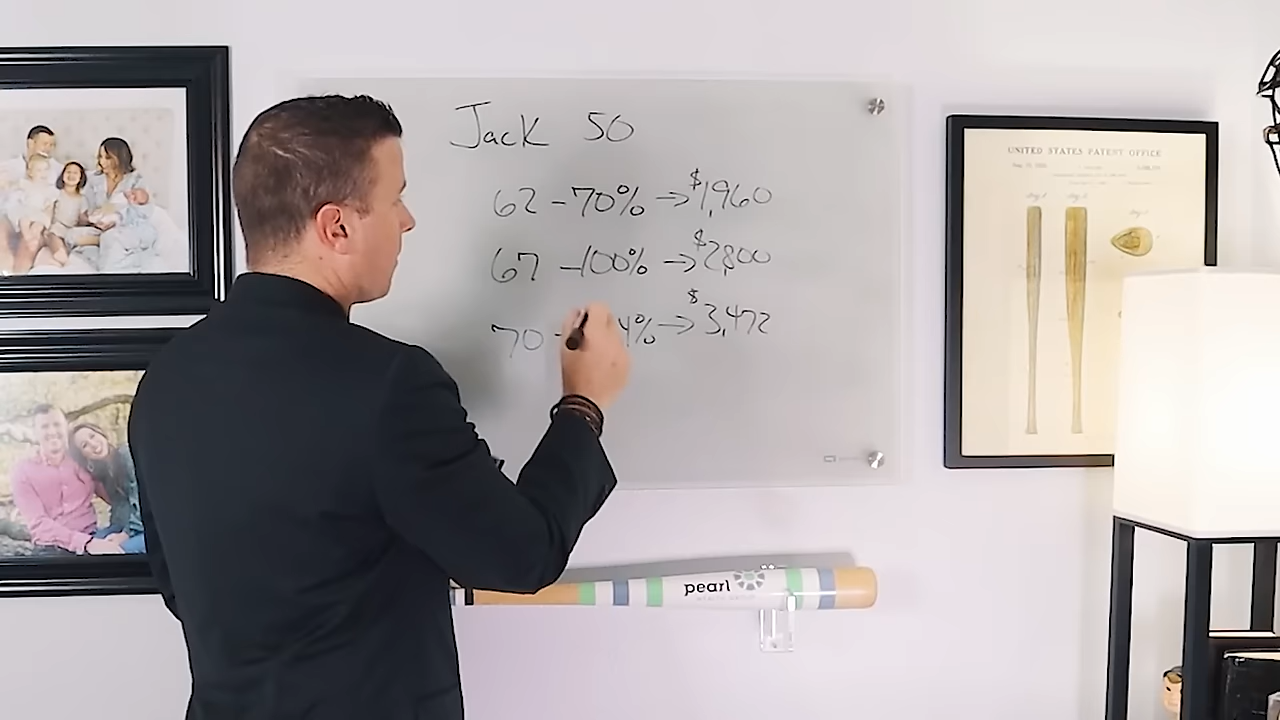 Jack 50
62 - 70% → $1,960
67 - 100% → $2,800
70 - 4% → $3,472
UNITED STATES PATENT OFFICE
pearl